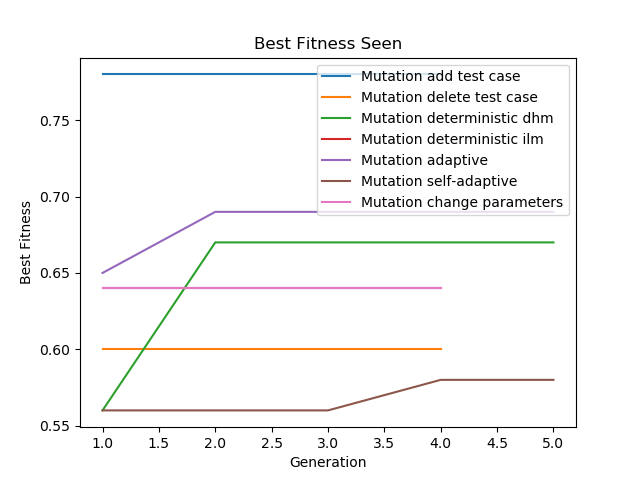 Best Fitness Seen
Mutation add test case
Mutation delete test case
Mutation deterministic dhm
Mutation deterministic ilm
Mutation adaptive
Mutation self-adaptive
Mutation change parameters
Best Fitness
0.75
0.70
0.65
0.60
0.55
1.0 1.5 2.0 2.5 3.0 3.5 4.0 4.5 5.0
Generation